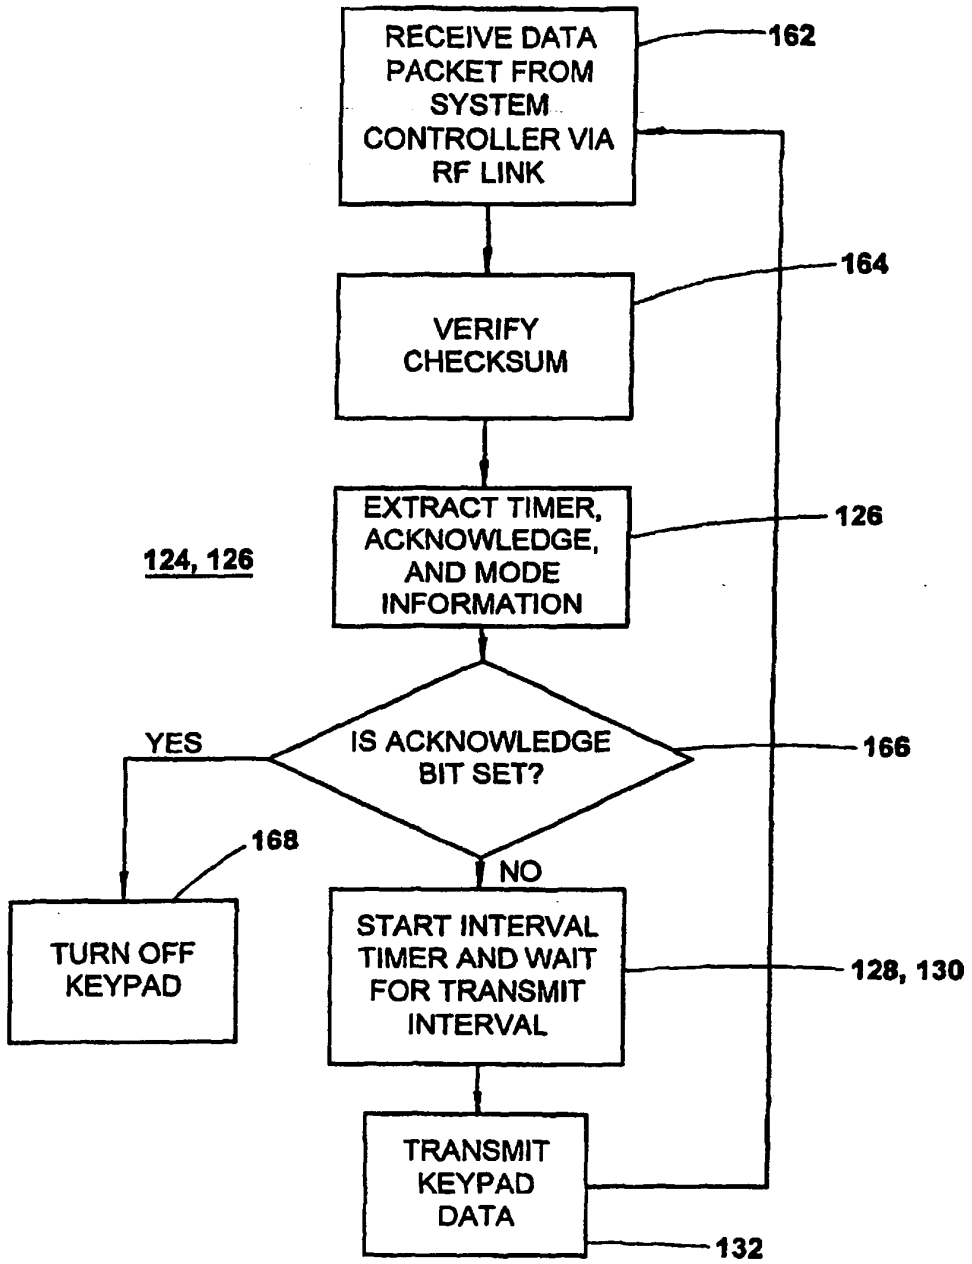 RECEIVE DATA
PACKET FROM
SYSTEM
CONTROLLER VIA
RF LINK
162
VERIFY
CHECKSUM
164
EXTRACT TIMER,
ACKNOWLEDGE,
AND MODE
INFORMATION
126
124, 126
IS ACKNOWLEDGE
BIT SET?
166
YES
168
TURN OFF
KEYPAD
NO
START INTERVAL
TIMER AND WAIT
FOR TRANSMIT
INTERVAL
128, 130
TRANSMIT
KEYPAD
DATA
132